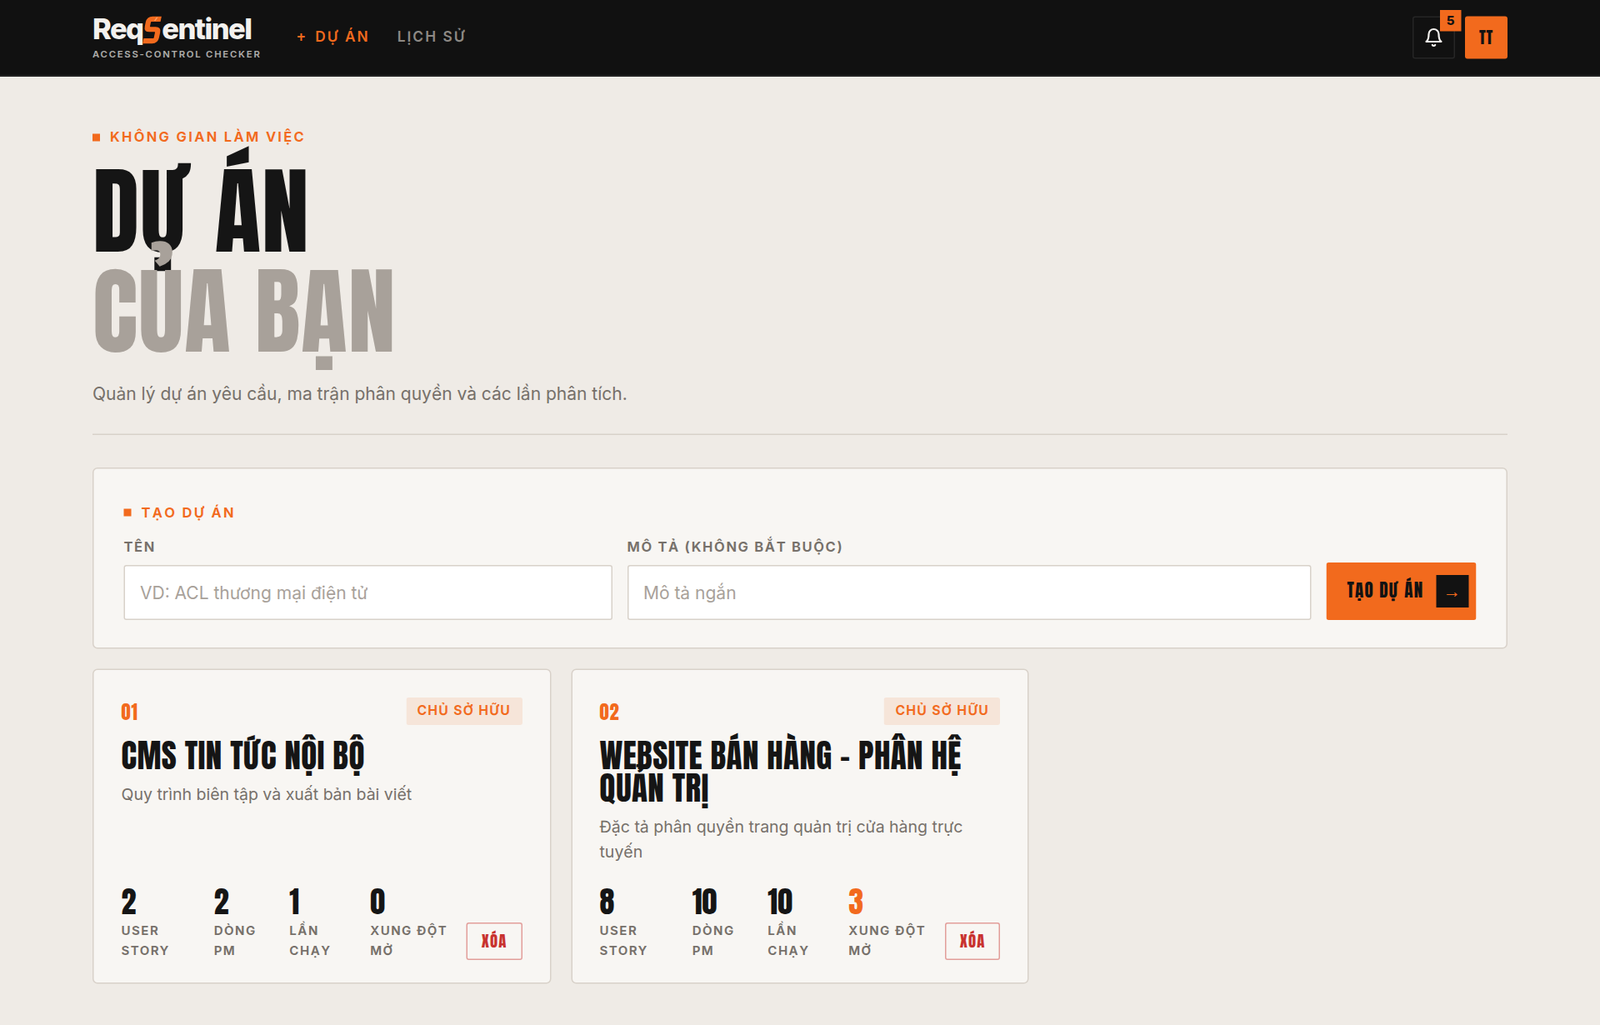 ReqSentinel
ACCESS-CONTROL CHECKER
+ DỰ ÁN
LỊCH SỬ
5
TT
KHÔNG GIAN LÀM VIỆC
DỰ ÁN
CỦA BẠN
Quản lý dự án yêu cầu, ma trận phân quyền và các lần phân tích.
TẠO DỰ ÁN
TÊN
MÔ TẢ (KHÔNG BẮT BUỘC)
VD: ACL thương mại điện tử
Mô tả ngắn
TẠO DỰ ÁN →
01
CHỦ SỞ HỮU
CMS TIN TỨC NỘI BỘ
Quy trình biên tập và xuất bản bài viết
2
USER
STORY
2
DÒNG
PM
1
LẦN
CHẠY
0
XUNG ĐỘT
MỞ
XÓA
02
CHỦ SỞ HỮU
WEBSITE BÁN HÀNG - PHÂN HỆ
QUẢN TRỊ
Đặc tả phân quyền trang quản trị cửa hàng trực
tuyến
8
USER
STORY
10
DÒNG
PM
10
LẦN
CHẠY
3
XUNG ĐỘT
MỞ
XÓA